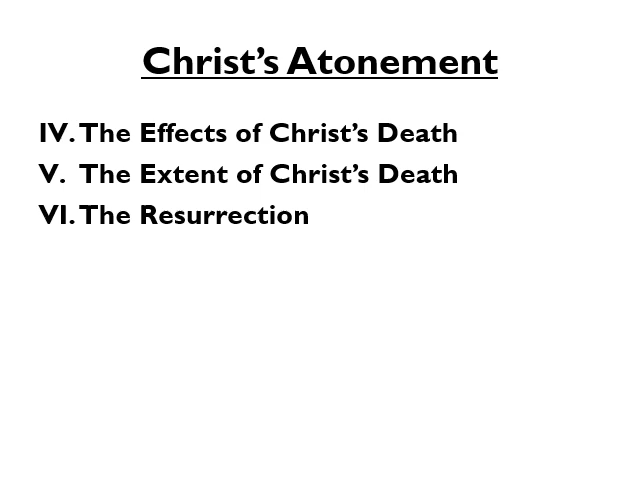 Christ’s Atonement
IV. The Effects of Christ’s Death
V. The Extent of Christ’s Death
VI. The Resurrection